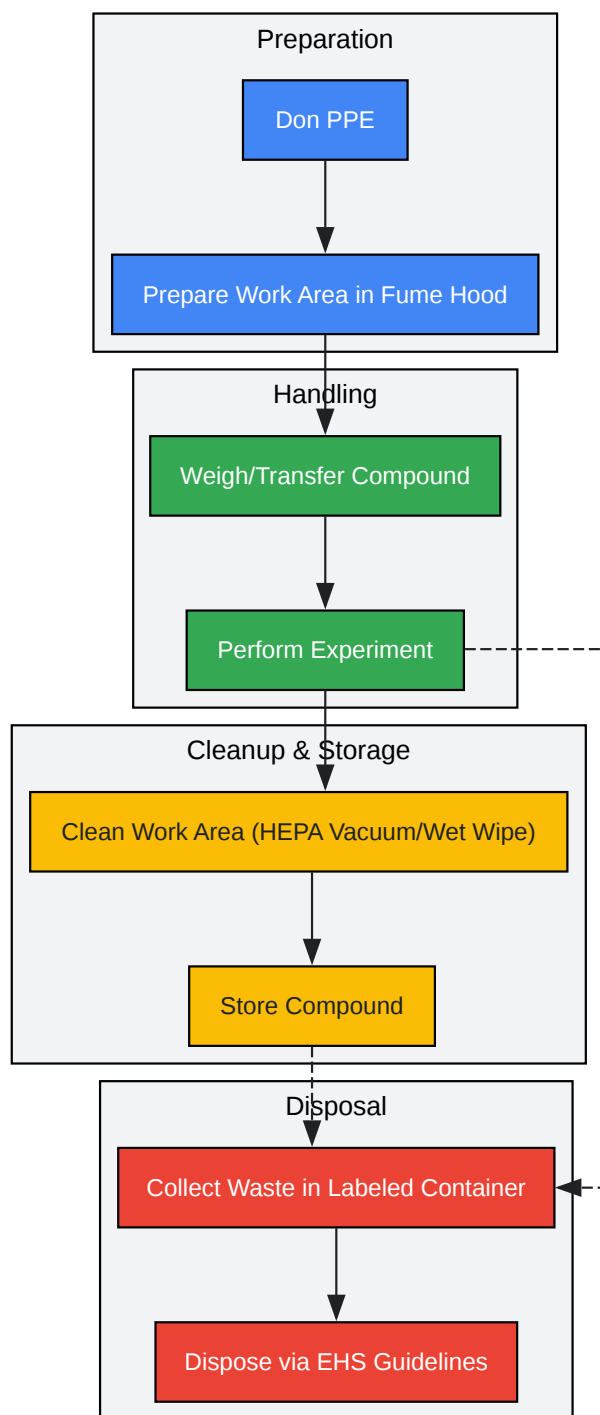 Preparation
Don PPE
Prepare Work Area in Fume Hood
Handling
Weigh/Transfer Compound
Perform Experiment
Cleanup & Storage
Clean Work Area (HEPA Vacuum/Wet Wipe)
Store Compound
Disposal
Collect Waste in Labeled Container
Dispose via EHS Guidelines